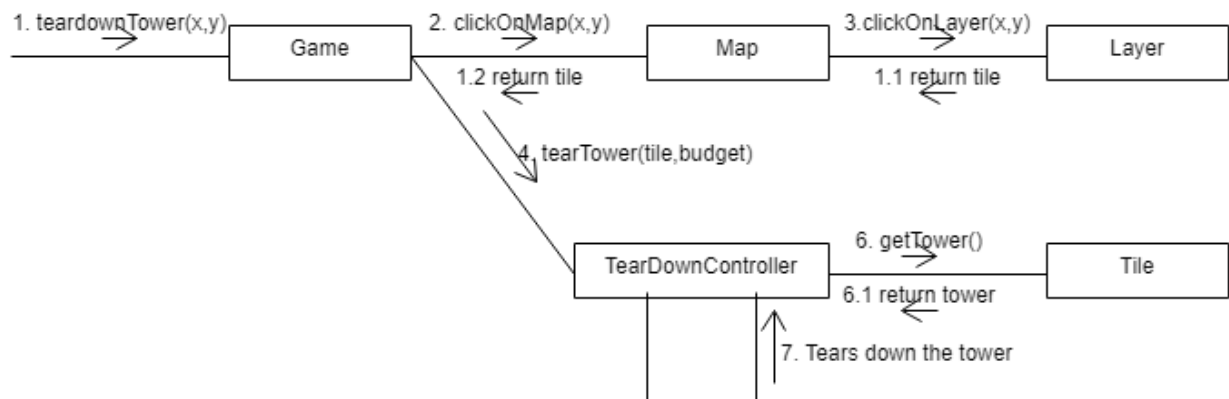 1. teardownTower(x,y)
Game
2. clickOnMap(x,y)
Map
3.clickOnLayer(x,y)
Layer
1.2 return tile
1.1 return tile
4. tearTower(tile,budget)
TearDownController
6. getTower()
Tile
6.1 return tower
7. Tears down the tower